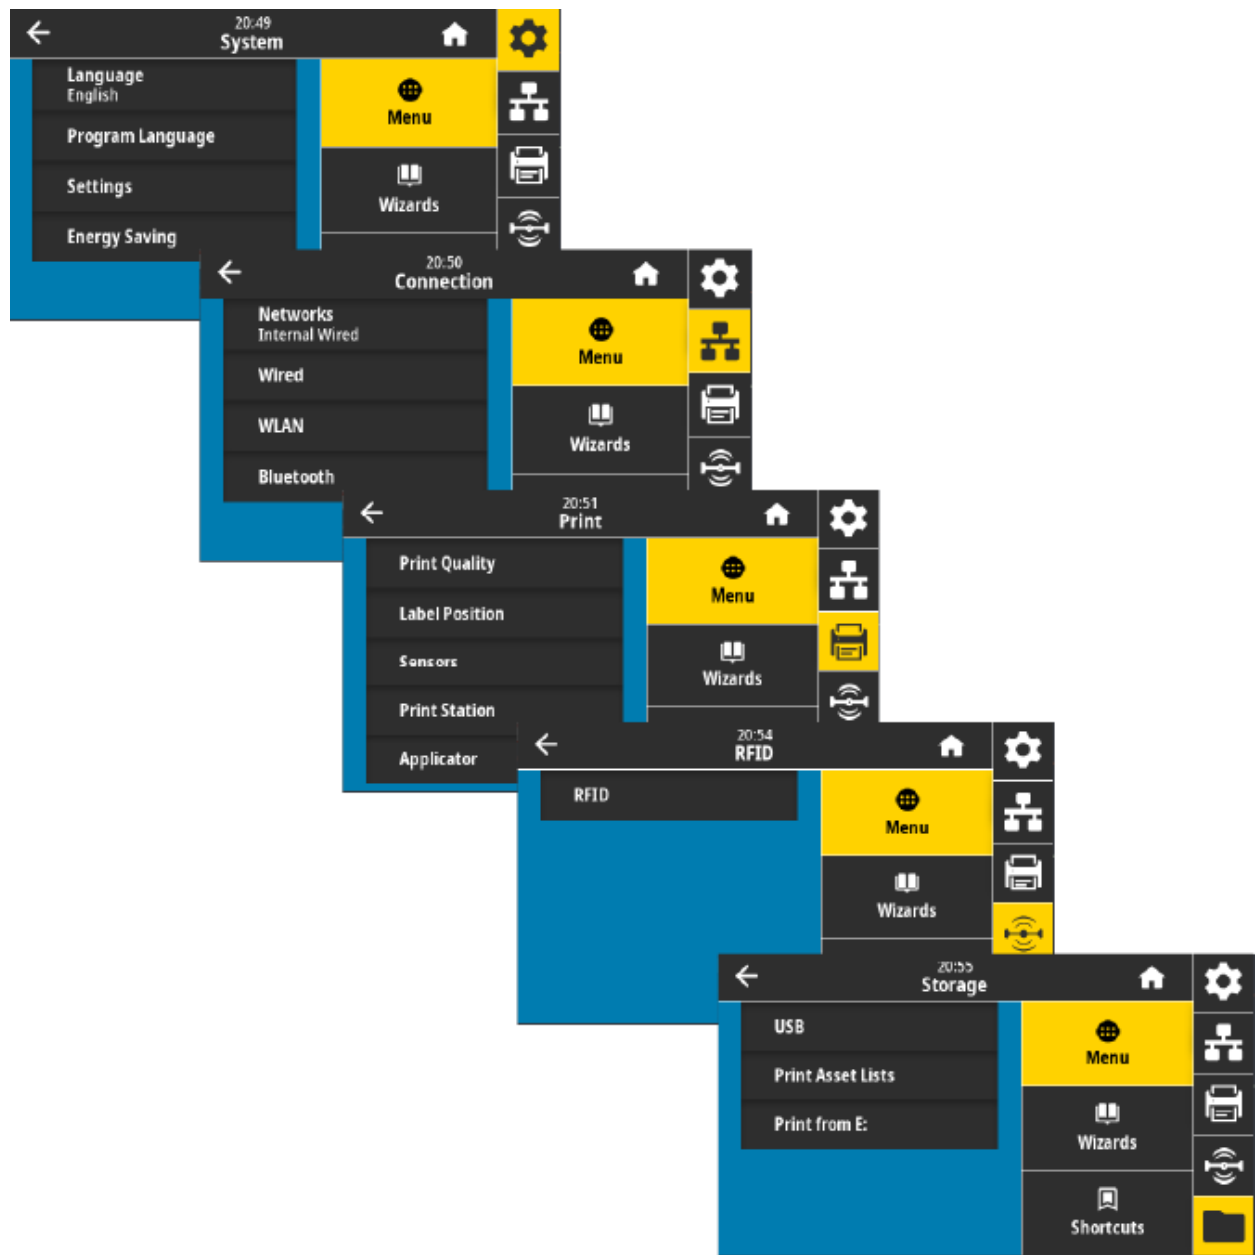 20:49
System
Language
English
Program Language
Settings
Energy Saving
Menu
Wizards
20:50
Connection
Networks
Internal Wired
Wired
WLAN
Bluetooth
Menu
Wizards
20:51
Print
Print Quality
Label Position
Sensors
Print Station
Applicator
Menu
Wizards
20:54
RFID
RFID
Menu
Wizards
20:55
Storage
USB
Print Asset Lists
Print from E:
Menu
Wizards
Shortcuts